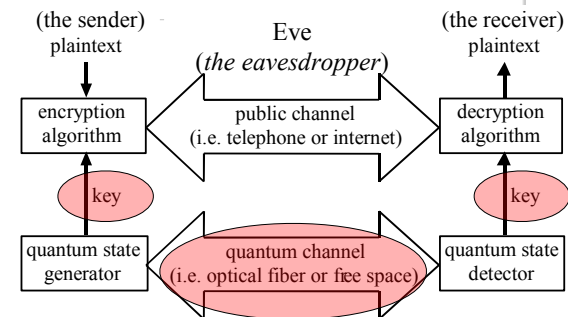 (the sender)
plaintext
Eve
(the eavesdropper)
(the receiver)
plaintext
encryption
algorithm
public channel
(i.e. telephone or internet)
decryption
algorithm
key
key
quantum state
generator
quantum channel
(i.e. optical fiber or free space)
quantum state
detector